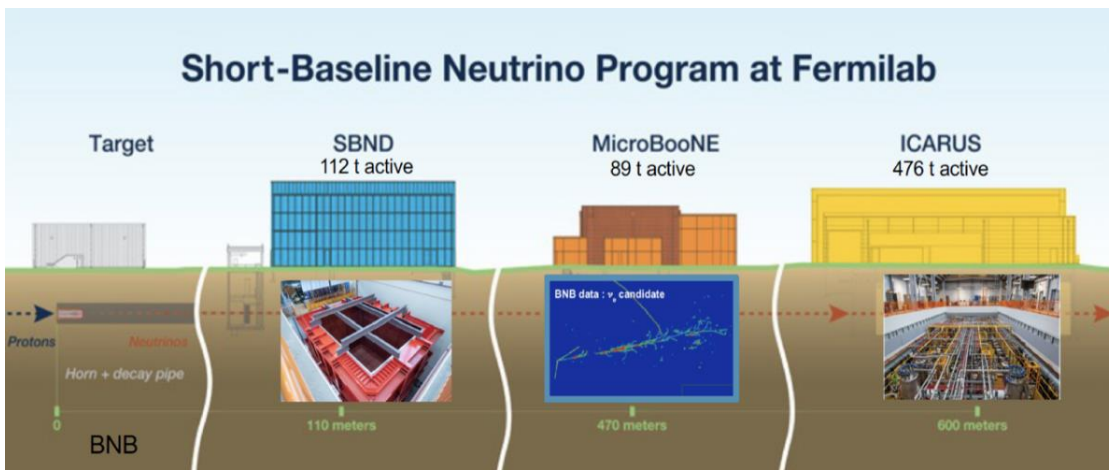 Short-Baseline Neutrino Program at Fermilab
Target
SBND
112 t active
MicroBooNE
89 t active
ICARUS
476 t active
BNB data : νe candidate
Protons
Neutrinos
Horn + decay pipe
0
110 meters
470 meters
600 meters
BNB